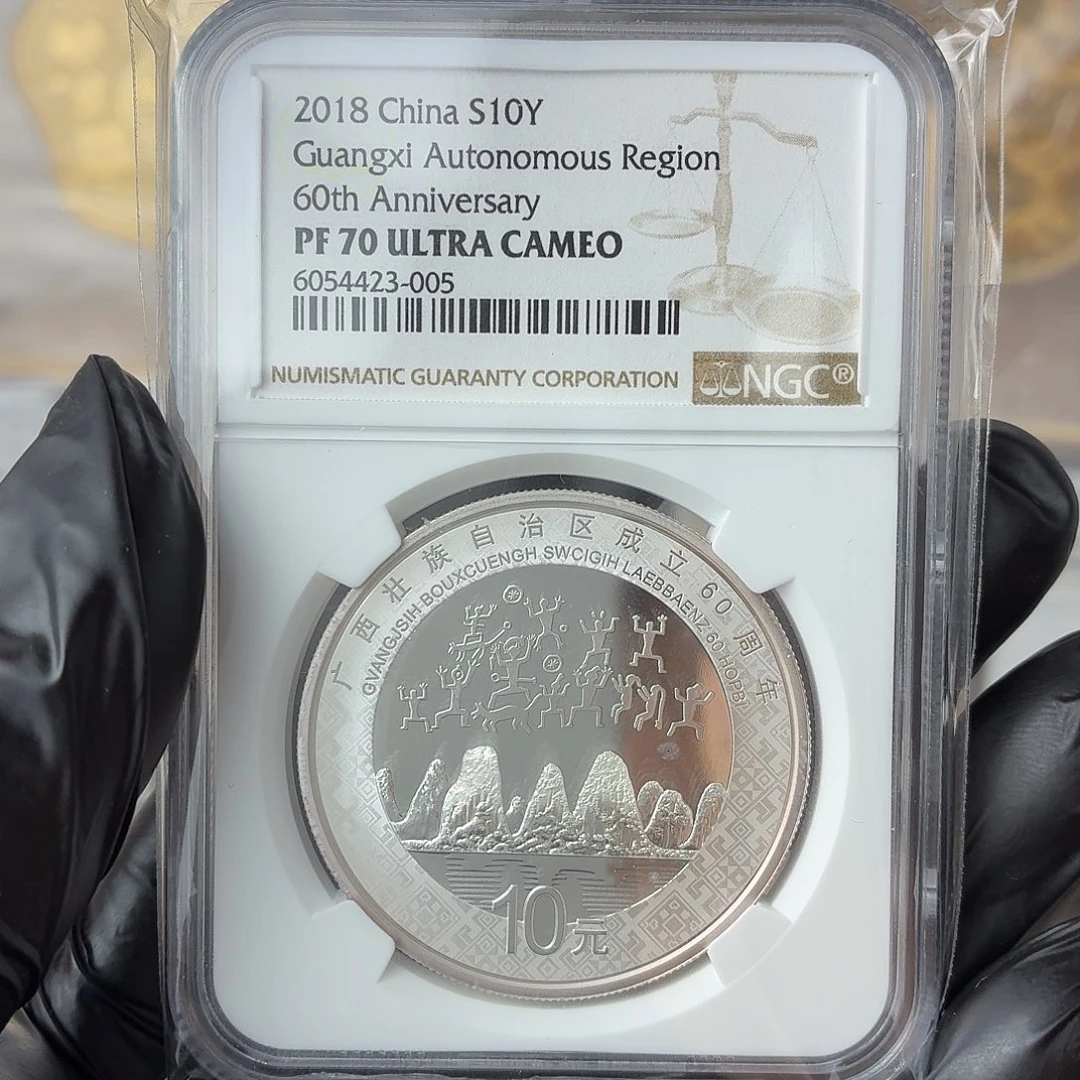 2018 China S10Y
Guangxi Autonomous Region
60th Anniversary
PF 70 ULTRA CAMEO
6054423-005
NUMISMATIC GUARANTY CORPORATION
NGC®
广西壮族自治区成立60周年
GVANGJSIH BOUXCUENGH SWCIGIH LAEBBAENZ 60 HOPBI
10元